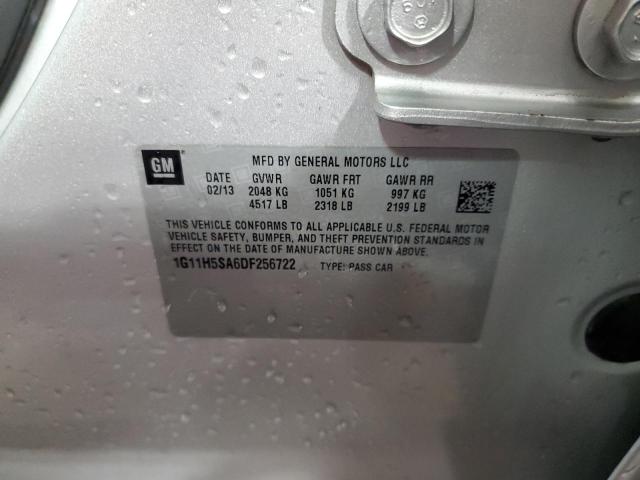 GM
MFD BY GENERAL MOTORS LLC
DATE GVWR GAWR FRT GAWR RR
02/13 2048 KG 1051 KG 997 KG
4517 LB 2318 LB 2199 LB
THIS VEHICLE CONFORMS TO ALL APPLICABLE U.S. FEDERAL MOTOR
VEHICLE SAFETY, BUMPER, AND THEFT PREVENTION STANDARDS IN
EFFECT ON THE DATE OF MANUFACTURE SHOWN ABOVE.
1G11H5SA6DF256722 TYPE: PASS CAR